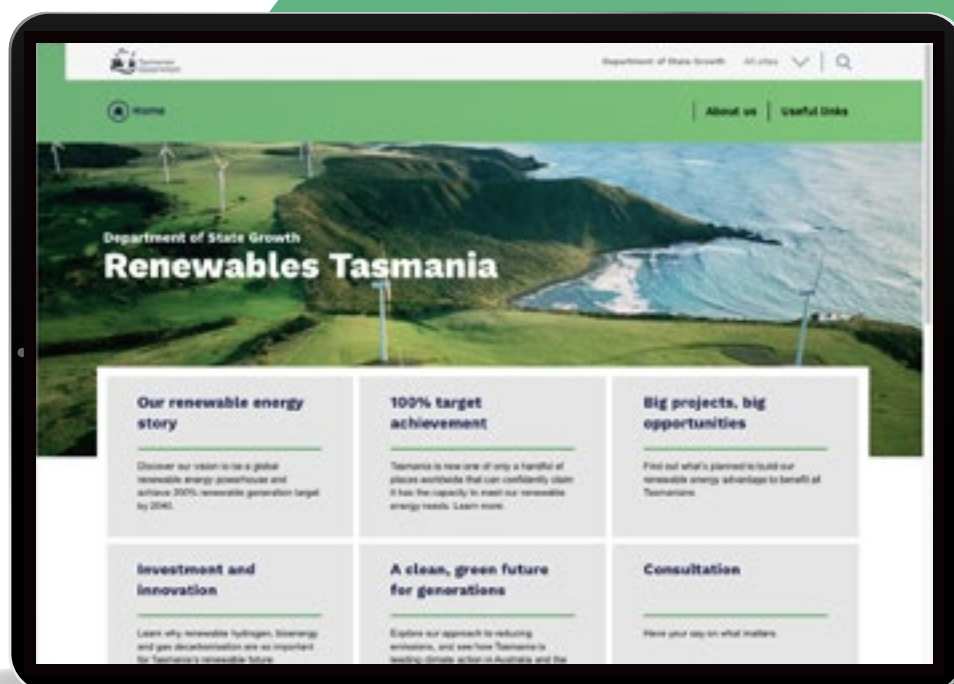 Tasmanian
Government
Department of State Growth All sites
Home
About us Useful links
Department of State Growth
Renewables Tasmania
Our renewable energy
story
Discover our vision to be a global
renewable energy powerhouse and
achieve 200% renewable generation target
by 2040.
100% target
achievement
Tasmania is now one of only a handful of
places worldwide that can confidently claim
it has the capacity to meet our renewable
energy needs. Learn more.
Big projects, big
opportunities
Find out what's planned to build our
renewable energy advantage to benefit all
Tasmanians.
Investment and
innovation
Learn why renewable hydrogen, bioenergy
and gas decarbonisation are so important
for Tasmania's renewable future
A clean, green future
for generations
Explore our approach to reducing
emissions, and see how Tasmania is
leading climate action in Australia and the
Consultation
Have your say on what matters.